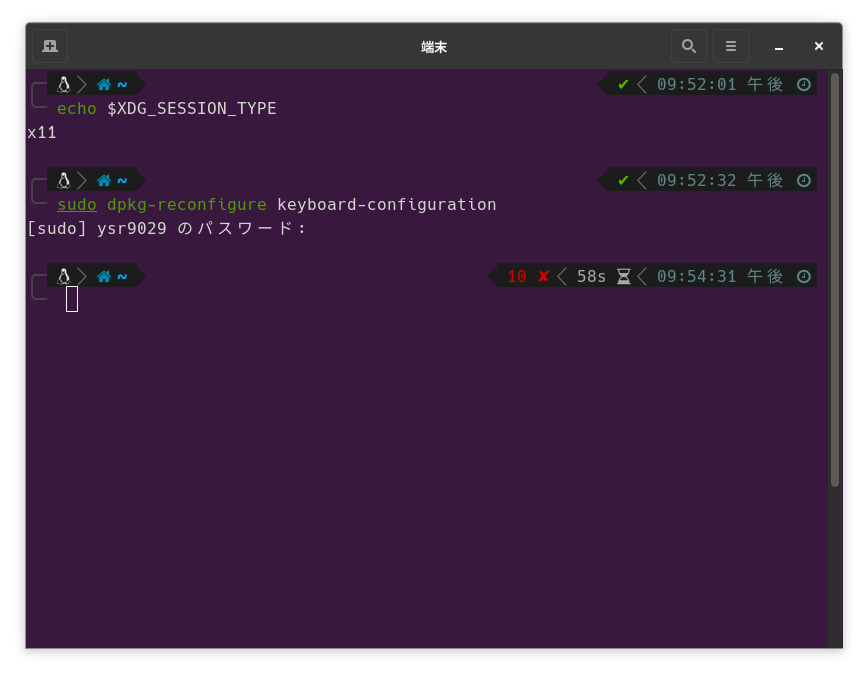 端末
~ ✔ 09:52:01 午後
echo $XDG_SESSION_TYPE
x11
~ ✔ 09:52:32 午後
sudo dpkg-reconfigure keyboard-configuration
[sudo] ysr9029 のパスワード:
~ 10 ✘ 58s 09:54:31 午後